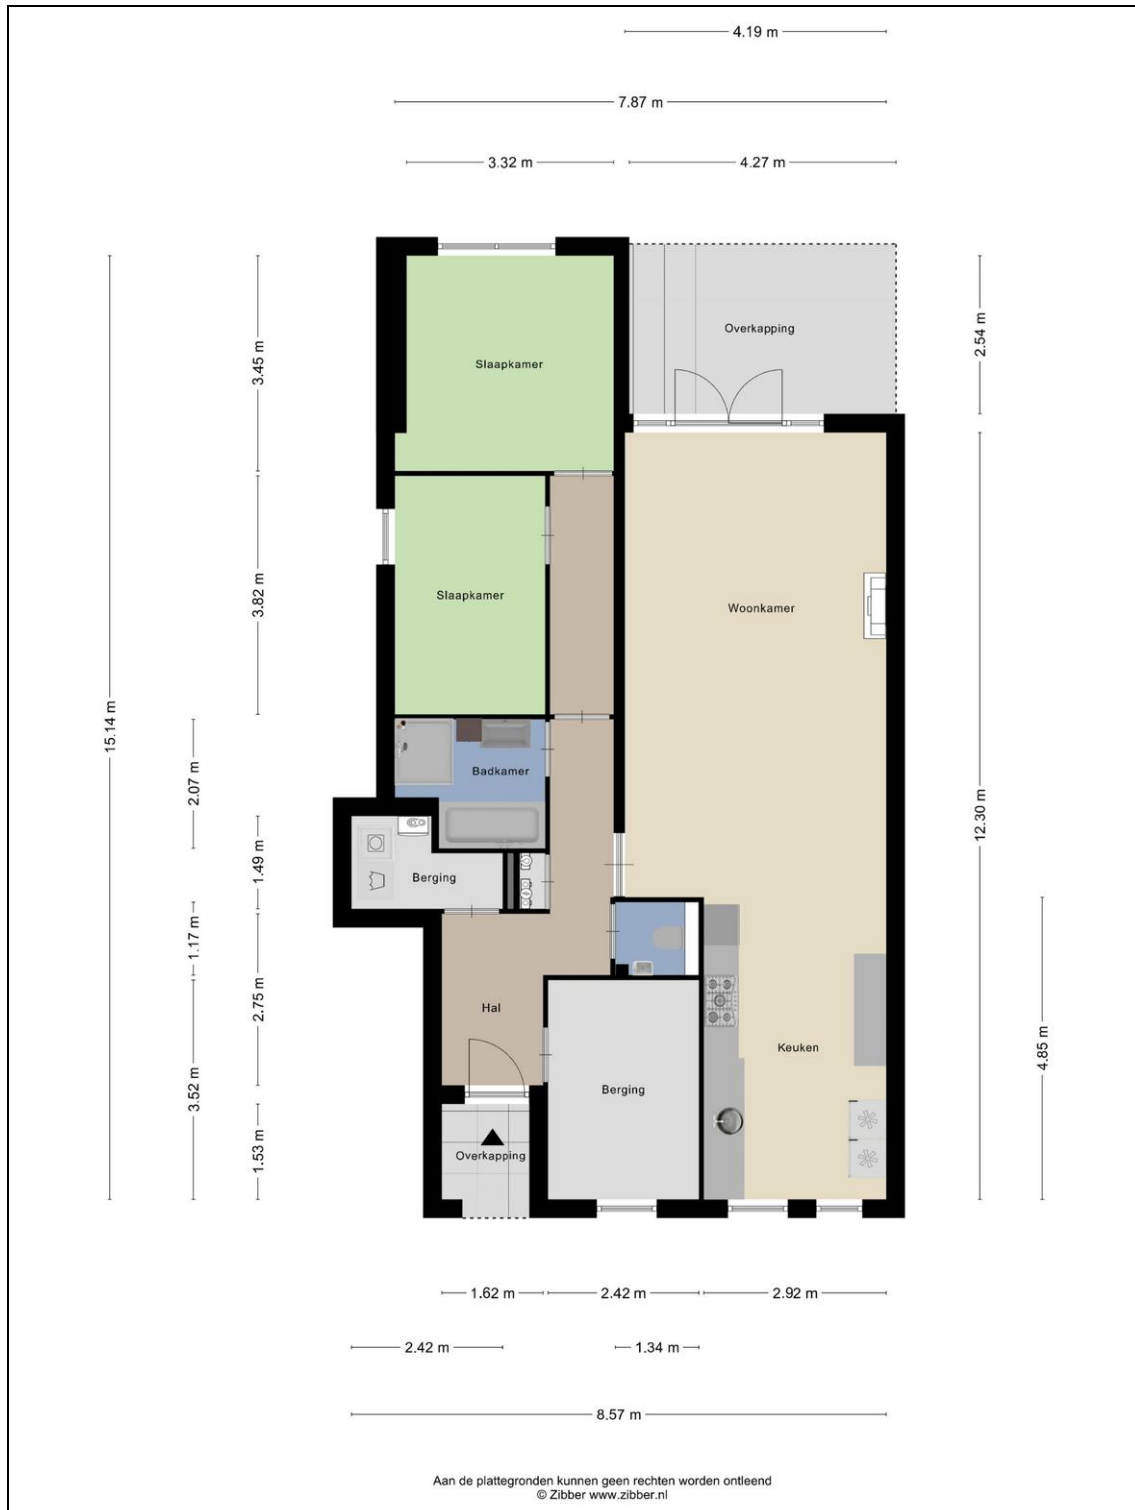 4.19 m
7.87 m
3.32 m
4.27 m
Overkapping
Slaapkamer
3.45 m
2.54 m
Slaapkamer
Woonkamer
3.82 m
15.14 m
Badkamer
2.07 m
12.30 m
Berging
1.49 m
1.17 m
2.75 m
Hal
Keuken
4.85 m
Berging
3.52 m
Overkapping
1.53 m
1.62 m
2.42 m
2.92 m
2.42 m
1.34 m
8.57 m
Aan de plattegronden kunnen geen rechten worden ontleend
© Zibber www.zibber.nl